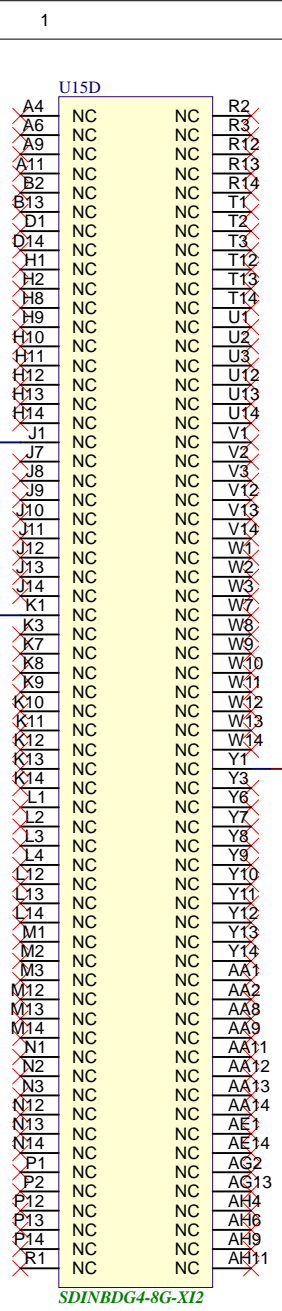 1
U15D
A4 NC NC R2
A6 NC NC R3
A9 NC NC R12
A11 NC NC R13
B2 NC NC R14
B13 NC NC T1
D1 NC NC T2
D14 NC NC T3
H1 NC NC T12
H2 NC NC T13
H8 NC NC T14
H9 NC NC U1
H10 NC NC U2
H11 NC NC U3
H12 NC NC U12
H13 NC NC U13
H14 NC NC U14
J1 NC NC V1
J7 NC NC V2
J8 NC NC V3
J9 NC NC V12
J10 NC NC V13
J11 NC NC V14
J12 NC NC W1
J13 NC NC W2
J14 NC NC W3
K1 NC NC W7
K3 NC NC W8
K7 NC NC W9
K8 NC NC W10
K9 NC NC W11
K10 NC NC W12
K11 NC NC W13
K12 NC NC W14
K13 NC NC Y1
K14 NC NC Y3
L1 NC NC Y6
L2 NC NC Y7
L3 NC NC Y8
L4 NC NC Y9
L12 NC NC Y10
L13 NC NC Y11
L14 NC NC Y12
M1 NC NC Y13
M2 NC NC Y14
M3 NC NC AA1
M12 NC NC AA2
M13 NC NC AA8
M14 NC NC AA9
N1 NC NC AA11
N2 NC NC AA12
N3 NC NC AA13
N12 NC NC AA14
N13 NC NC AE1
N14 NC NC AE14
P1 NC NC AG2
P2 NC NC AG13
P12 NC NC AH4
P13 NC NC AH6
P14 NC NC AH9
R1 NC NC AH11
SDINBDG4-8G-XI2